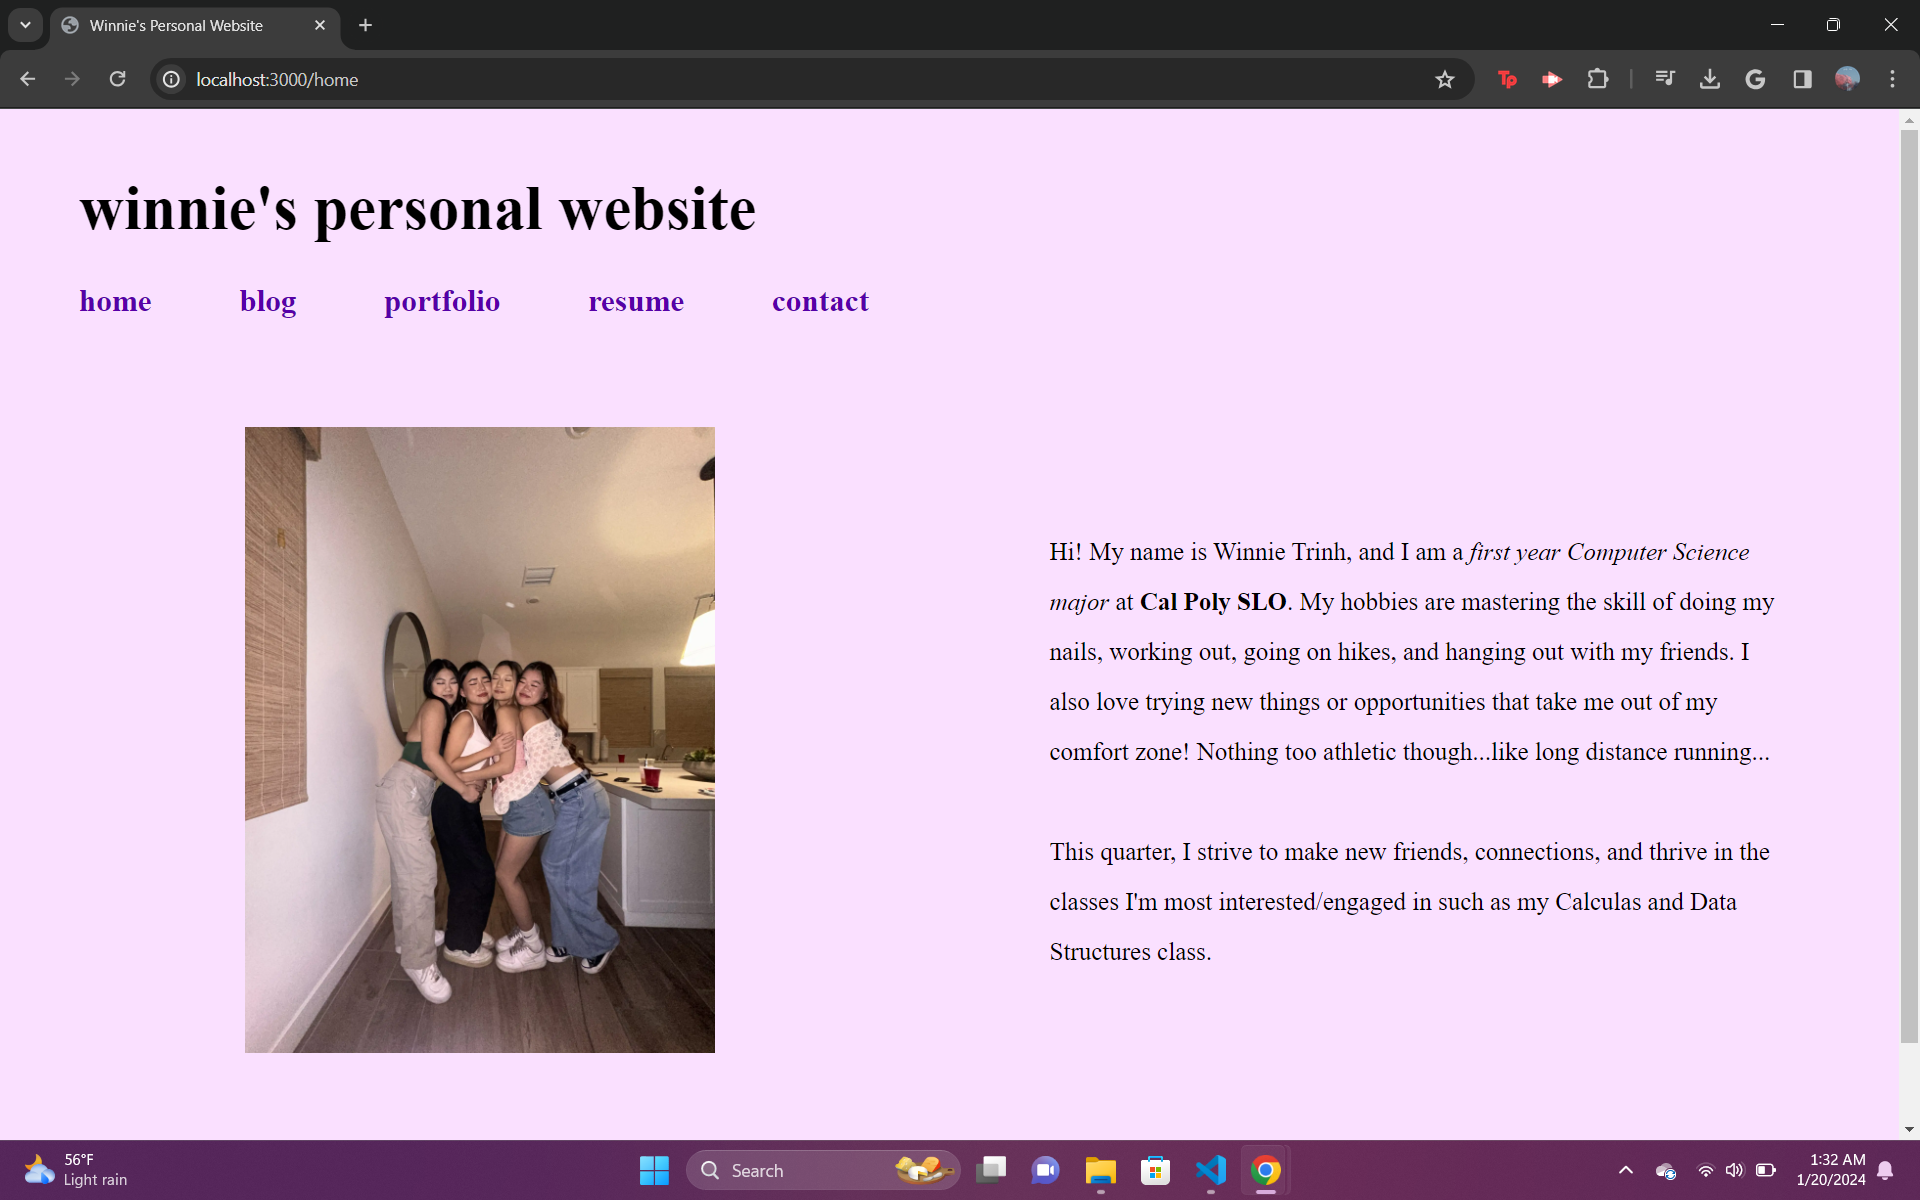 Winnie's Personal Website
localhost:3000/home
Tp
winnie's personal website
home blog portfolio resume contact
Hi! My name is Winnie Trinh, and I am a first year Computer Science
major at Cal Poly SLO. My hobbies are mastering the skill of doing my
nails, working out, going on hikes, and hanging out with my friends. I
also love trying new things or opportunities that take me out of my
comfort zone! Nothing too athletic though...like long distance running...
This quarter, I strive to make new friends, connections, and thrive in the
classes I'm most interested/engaged in such as my Calculas and Data
Structures class.
56°F
Light rain
Search
1:32 AM
1/20/2024